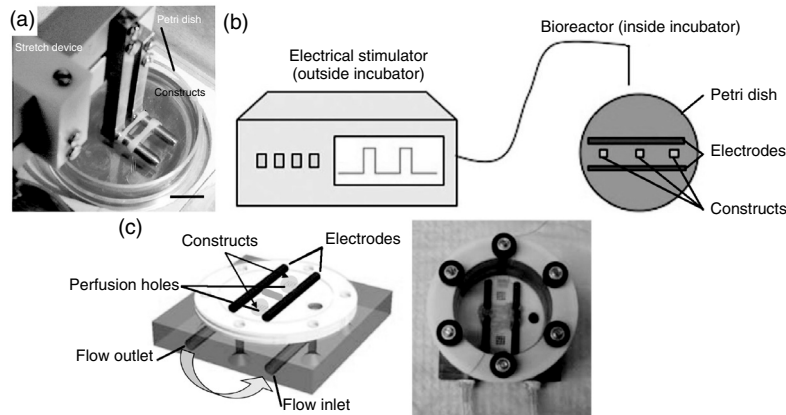 (a)
Petri dish
Stretch device
Constructs
(b)
Electrical stimulator
(outside incubator)
Bioreactor (inside incubator)
Petri dish
Electrodes
Constructs
(c)
Constructs
Electrodes
Perfusion holes
Flow outlet
Flow inlet